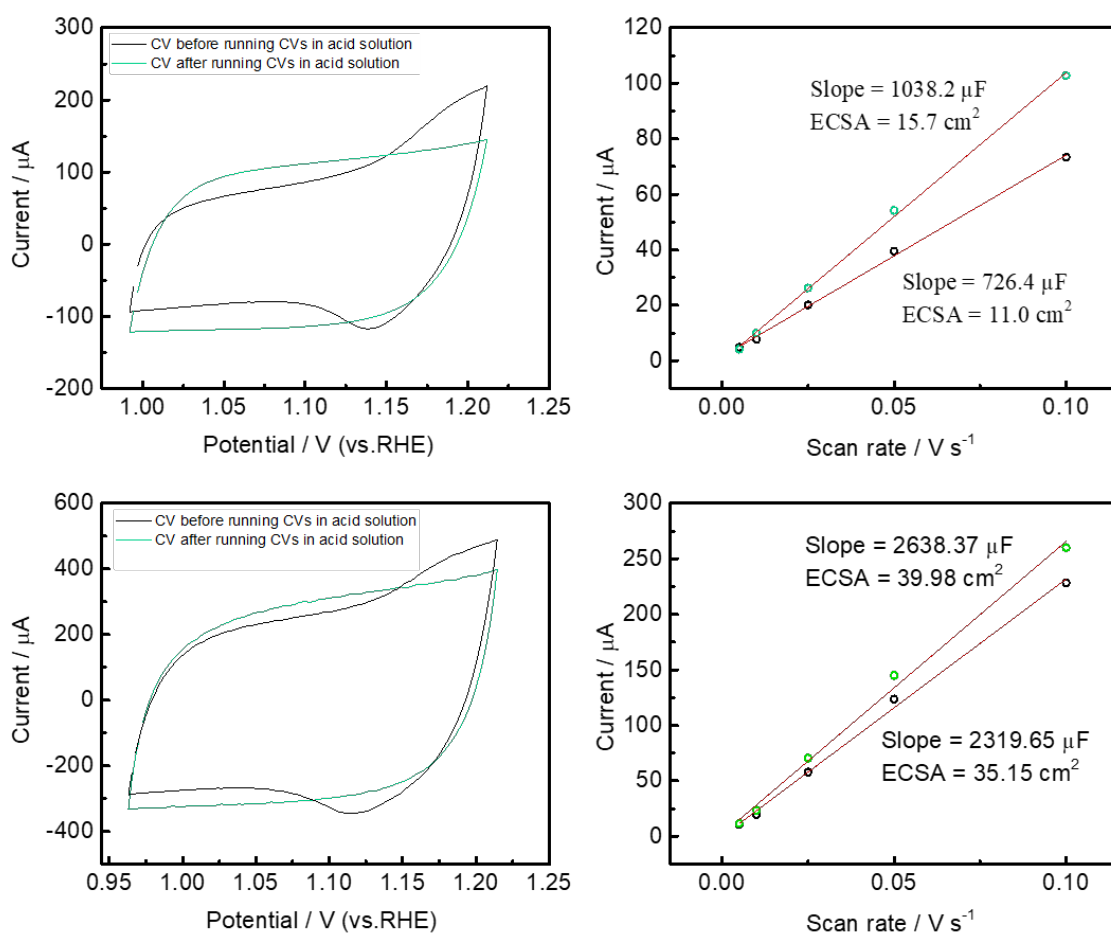 300
200
100
0
-100
-200
Current / μA
CV before running CVs in acid solution
CV after running CVs in acid solution
1.00 1.05 1.10 1.15 1.20 1.25
Potential / V (vs.RHE)
120
100
80
60
40
20
0
Current / μA
Slope = 1038.2 μF
ECSA = 15.7 cm²
Slope = 726.4 μF
ECSA = 11.0 cm²
0.00 0.05 0.10
Scan rate / V s⁻¹
600
400
200
0
-200
-400
Current / μA
CV before running CVs in acid solution
CV after running CVs in acid solution
0.95 1.00 1.05 1.10 1.15 1.20 1.25
Potential / V (vs.RHE)
300
250
200
150
100
50
0
Current / μA
Slope = 2638.37 μF
ECSA = 39.98 cm²
Slope = 2319.65 μF
ECSA = 35.15 cm²
0.00 0.05 0.10
Scan rate / V s⁻¹